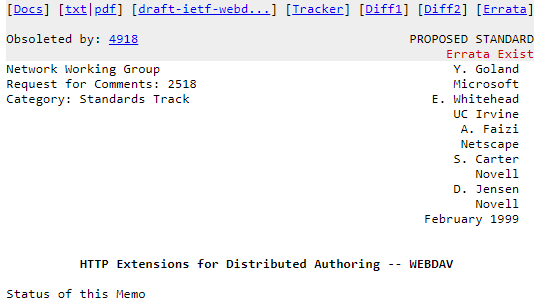 [Docs] [txt|pdf] [draft-ietf-webd...] [Tracker] [Diff1] [Diff2] [Errata]
Obsoleted by: 4918 PROPOSED STANDARD
Errata Exist
Network Working Group Y. Goland
Request for Comments: 2518 Microsoft
Category: Standards Track E. Whitehead
UC Irvine
A. Faizi
Netscape
S. Carter
Novell
D. Jensen
Novell
February 1999
HTTP Extensions for Distributed Authoring -- WEBDAV
Status of this Memo